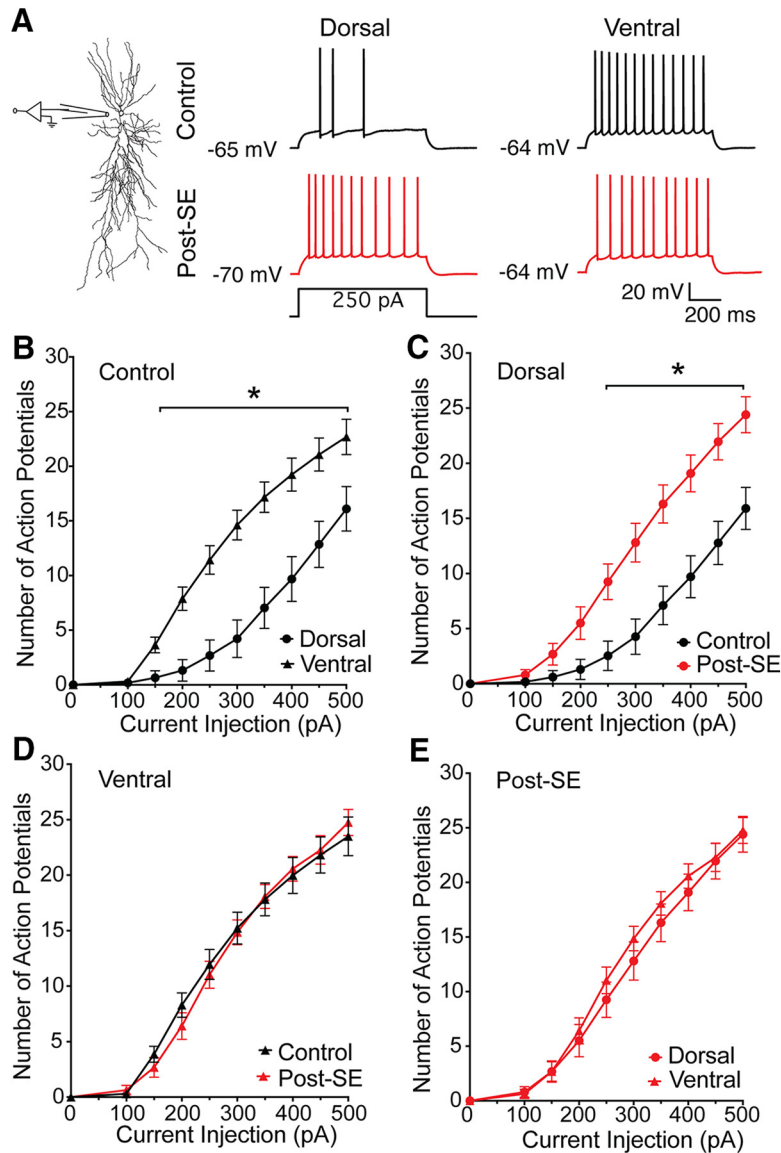 A
Dorsal
Ventral
Control
-65 mV
-64 mV
Post-SE
-70 mV
-64 mV
250 pA
20 mV
200 ms
B
Control
*
30
25
20
15
10
5
0
Number of Action Potentials
Dorsal
Ventral
0 100 200 300 400 500
Current Injection (pA)
C
Dorsal
*
30
25
20
15
10
5
0
Number of Action Potentials
Control
Post-SE
0 100 200 300 400 500
Current Injection (pA)
D
Ventral
30
25
20
15
10
5
0
Number of Action Potentials
Control
Post-SE
0 100 200 300 400 500
Current Injection (pA)
E
Post-SE
30
25
20
15
10
5
0
Number of Action Potentials
Dorsal
Ventral
0 100 200 300 400 500
Current Injection (pA)